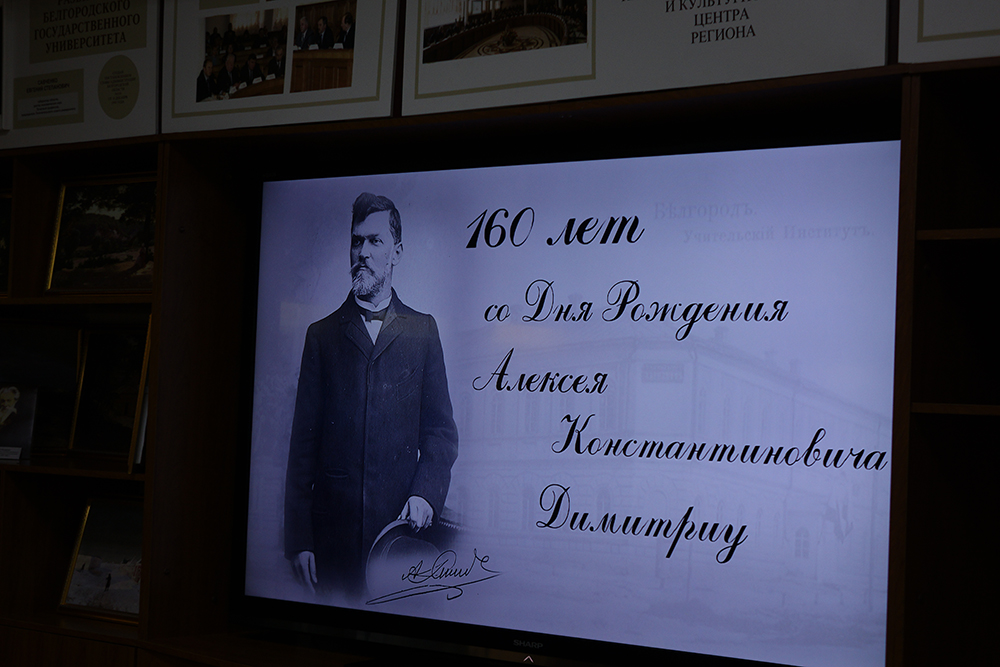 БЕЛГОРОДСКОГО
ГОСУДАРСТВЕННОГО
УНИВЕРСИТЕТА
И КУЛЬТУРНОГО
ЦЕНТРА
РЕГИОНА
160 лет
Бѣлгородъ.
Учительскій Институтъ.
со Дня Рождения
Алексея
Константиновича
Димитриу
SHARP